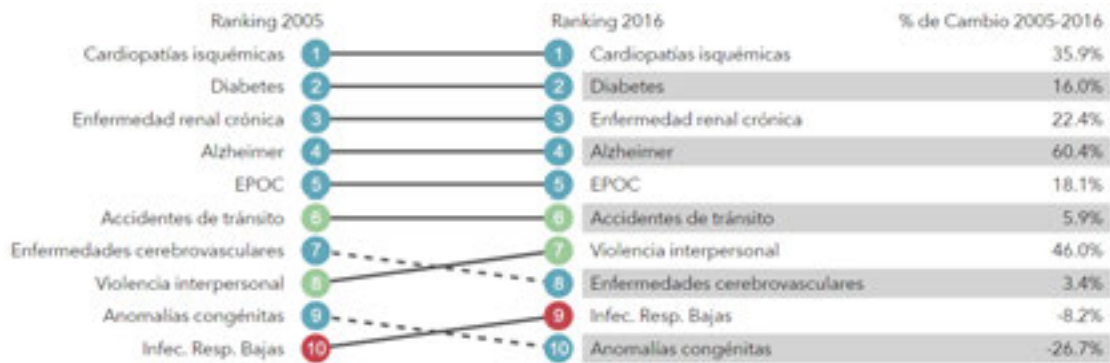 Ranking 2005 Ranking 2016 % de Cambio 2005-2016
Cardiopatías isquémicas 1 1 Cardiopatías isquémicas 35.9%
Diabetes 2 2 Diabetes 16.0%
Enfermedad renal crónica 3 3 Enfermedad renal crónica 22.4%
Alzheimer 4 4 Alzheimer 60.4%
EPOC 5 5 EPOC 18.1%
Accidentes de tránsito 6 6 Accidentes de tránsito 5.9%
Enfermedades cerebrovasculares 7 7 Violencia interpersonal 46.0%
Violencia interpersonal 8 8 Enfermedades cerebrovasculares 3.4%
Anomalías congénitas 9 9 Infec. Resp. Bajas -8.2%
Infec. Resp. Bajas 10 10 Anomalías congénitas -26.7%